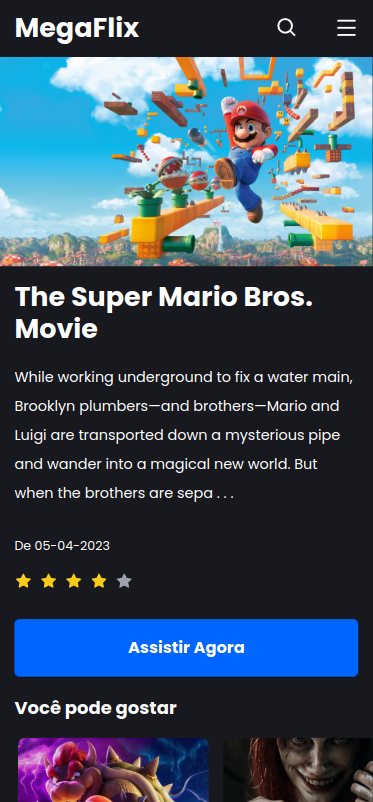 MegaFlix
The Super Mario Bros.
Movie
While working underground to fix a water main,
Brooklyn plumbers—and brothers—Mario and
Luigi are transported down a mysterious pipe
and wander into a magical new world. But
when the brothers are sepa . . .
De 05-04-2023
Assistir Agora
Você pode gostar